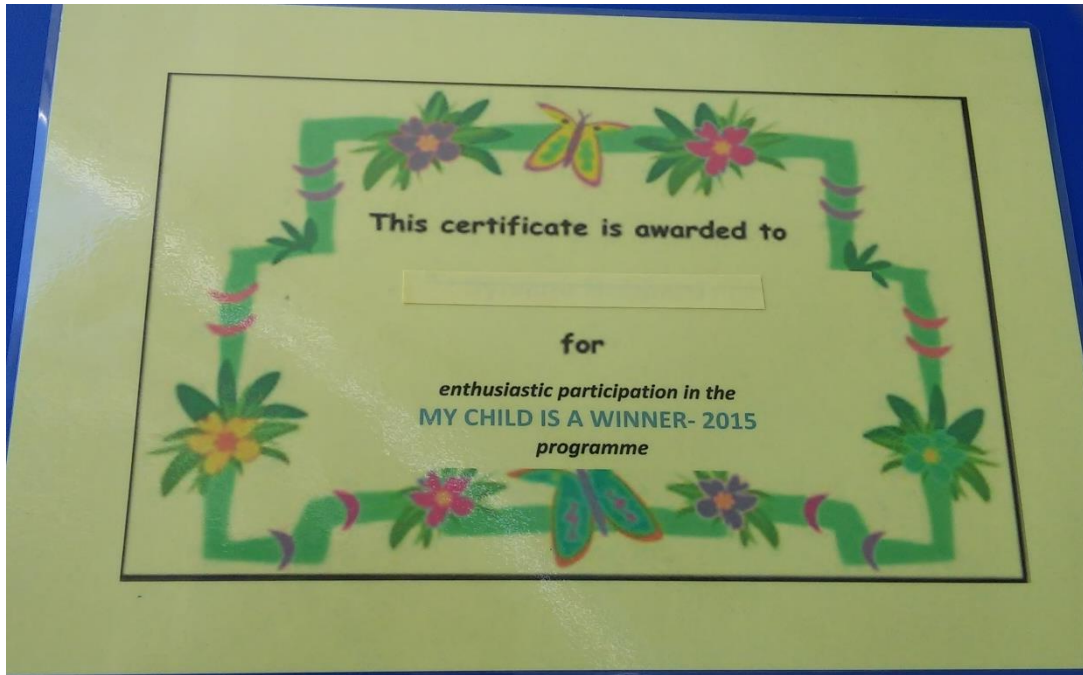 This certificate is awarded to
for
enthusiastic participation in the
MY CHILD IS A WINNER- 2015
programme